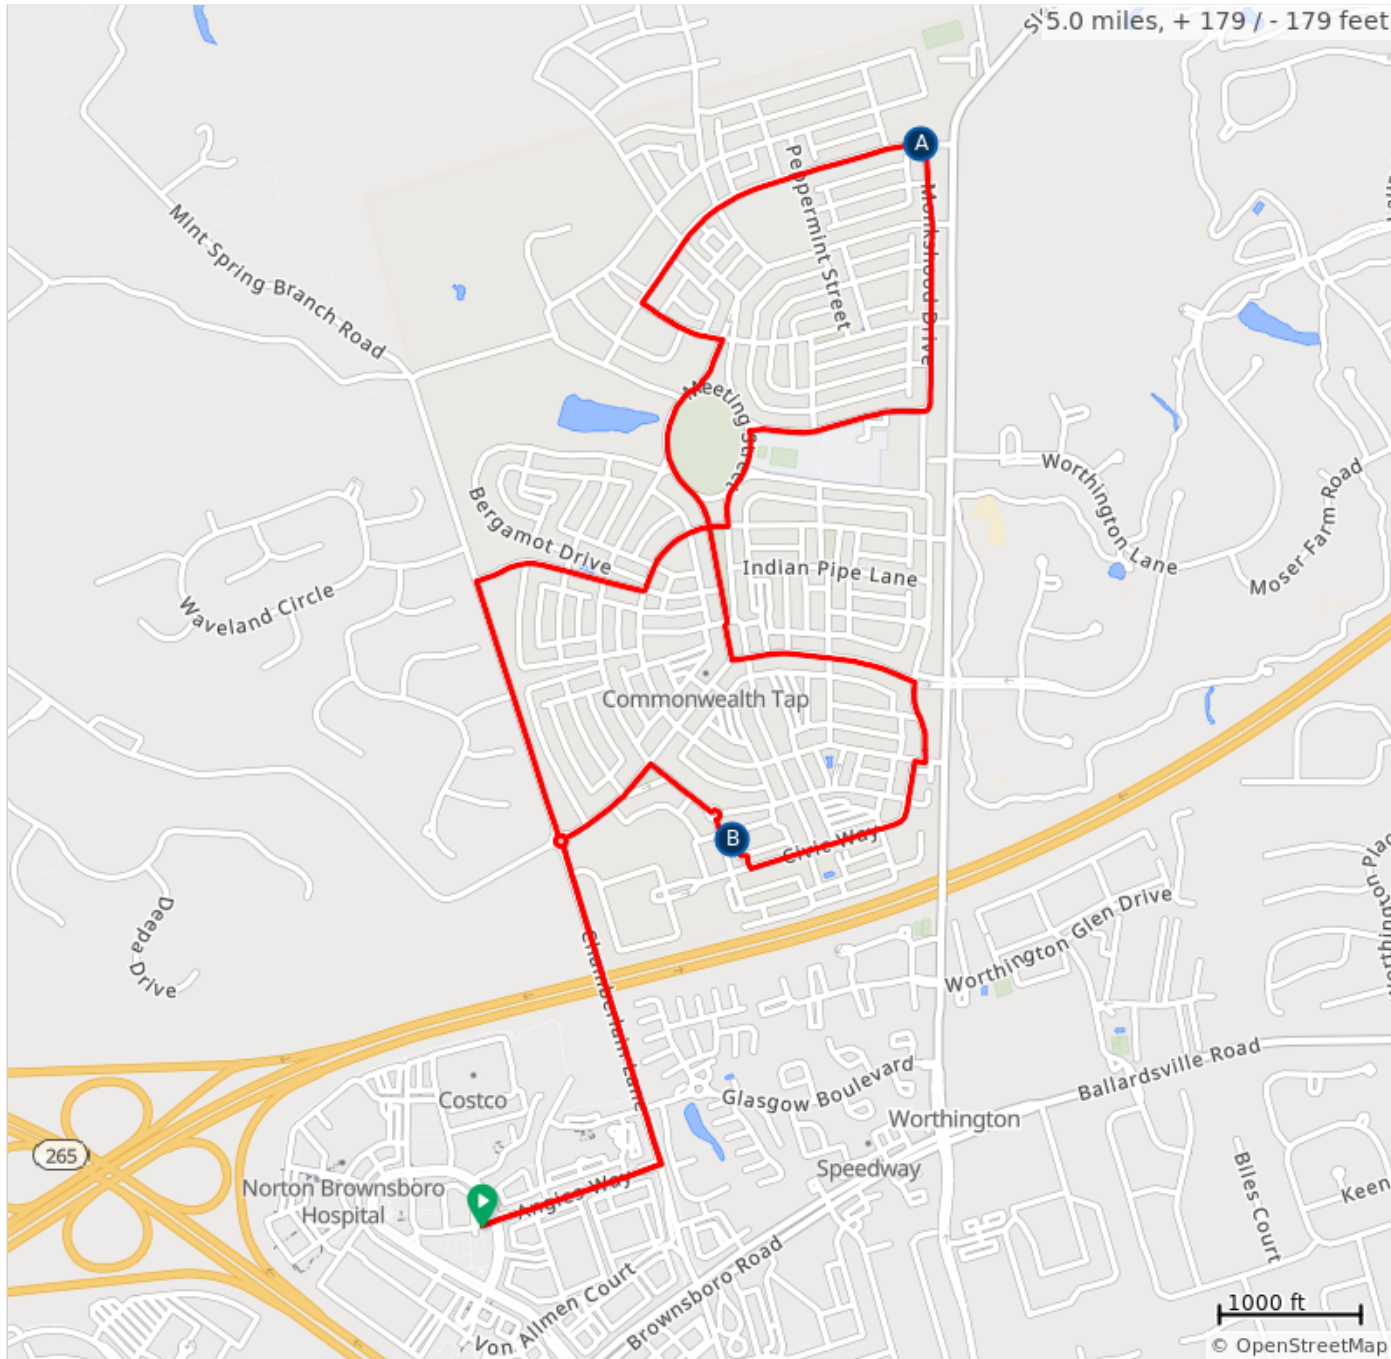 5.0 miles, + 179 / - 179 feet
A
Peppermint Street
Monkshood Drive
Mint Spring Branch Road
Meeting Street
Worthington Lane
Moser Farm Road
Bergamot Drive
Indian Pipe Lane
Waveland Circle
Commonwealth Tap
B
Civic Way
Deepa Drive
Worthington Glen Drive
Chamberlain Lane
Ballardsville Road
Glasgow Boulevard
Costco
Worthington
265
Speedway
Norton Brownsboro
Hospital
Angies Way
Biles Court
Keen
Von Allmen Court
Brownsboro Road
1000 ft
© OpenStreetMap